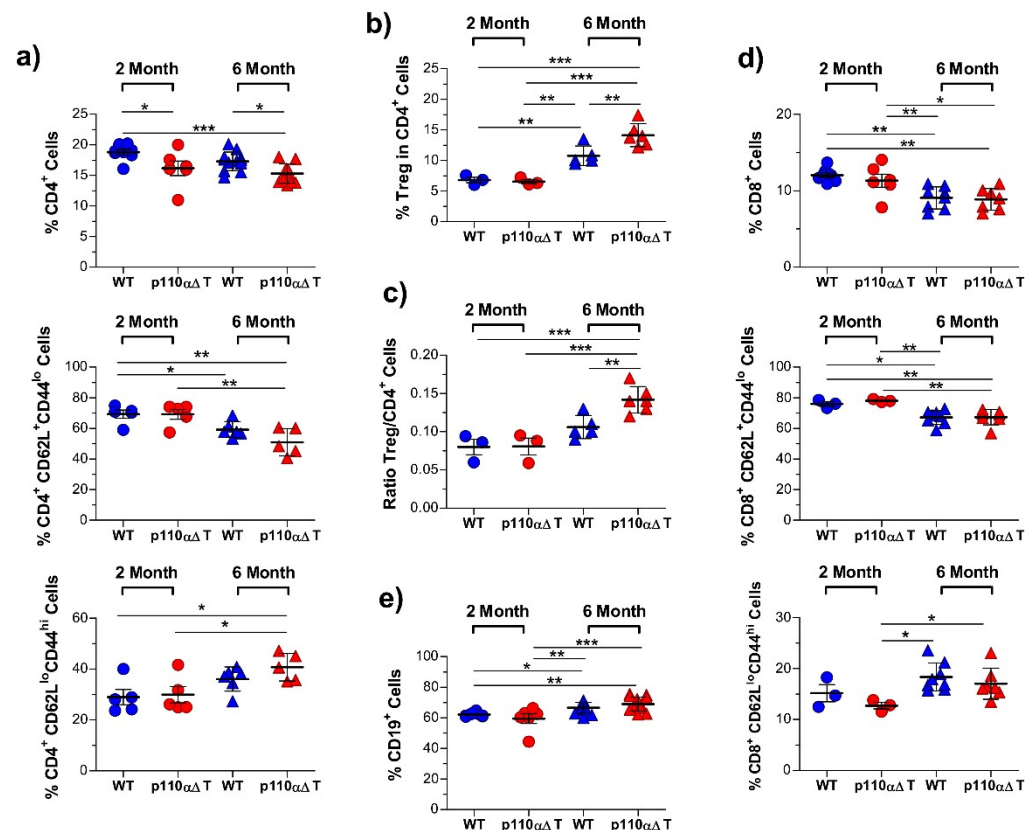 a)
2 Month 6 Month
* *
***
% CD4+ Cells
25
20
15
10
5
0
WT p110αΔ T WT p110αΔ T
2 Month 6 Month
**
*
**
% CD4+ CD62L+CD44lo Cells
100
80
60
40
20
0
WT p110αΔ T WT p110αΔ T
2 Month 6 Month
*
*
% CD4+ CD62LloCD44hi Cells
60
40
20
0
WT p110αΔ T WT p110αΔ T
b)
2 Month 6 Month
***
***
** **
**
% Treg in CD4+ Cells
25
20
15
10
5
0
WT p110αΔ T WT p110αΔ T
c)
2 Month 6 Month
***
***
**
Ratio Treg/CD4+ Cells
0.20
0.15
0.10
0.05
0.00
WT p110αΔ T WT p110αΔ T
e)
2 Month 6 Month
***
**
*
**
% CD19+ Cells
100
80
60
40
20
0
WT p110αΔ T WT p110αΔ T
d)
2 Month 6 Month
*
**
**
**
% CD8+ Cells
20
10
0
WT p110αΔ T WT p110αΔ T
2 Month 6 Month
**
*
**
**
% CD8+ CD62L+CD44lo Cells
100
80
60
40
20
0
WT p110αΔ T WT p110αΔ T
2 Month 6 Month
*
*
% CD8+ CD62LloCD44hi Cells
30
20
10
0
WT p110αΔ T WT p110αΔ T